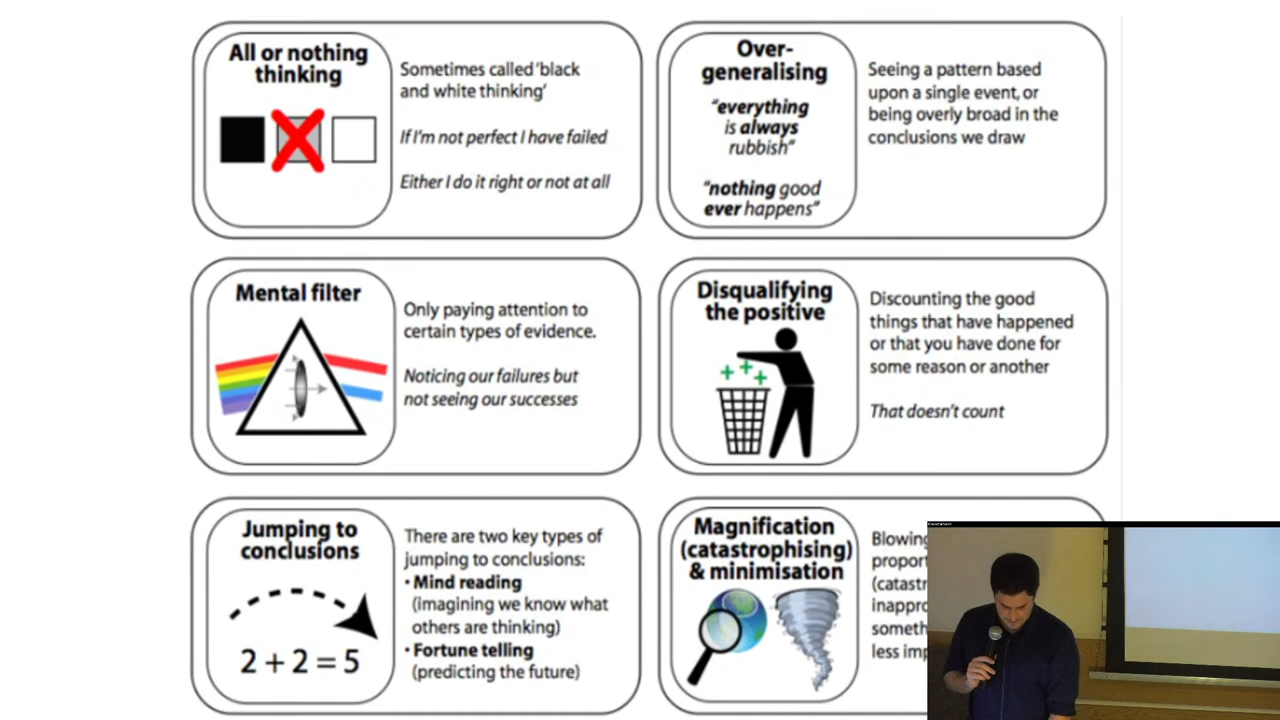 All or nothing
thinking
Sometimes called 'black
and white thinking'
If I'm not perfect I have failed
Either I do it right or not at all
Over-
generalising
"everything
is always
rubbish"
"nothing good
ever happens"
Seeing a pattern based
upon a single event, or
being overly broad in the
conclusions we draw
Mental filter
Only paying attention to
certain types of evidence.
Noticing our failures but
not seeing our successes
Disqualifying
the positive
Discounting the good
things that have happened
or that you have done for
some reason or another
That doesn't count
Jumping to
conclusions
2 + 2 = 5
There are two key types of
jumping to conclusions:
• Mind reading
(imagining we know what
others are thinking)
• Fortune telling
(predicting the future)
Magnification
(catastrophising)
& minimisation
Blowing